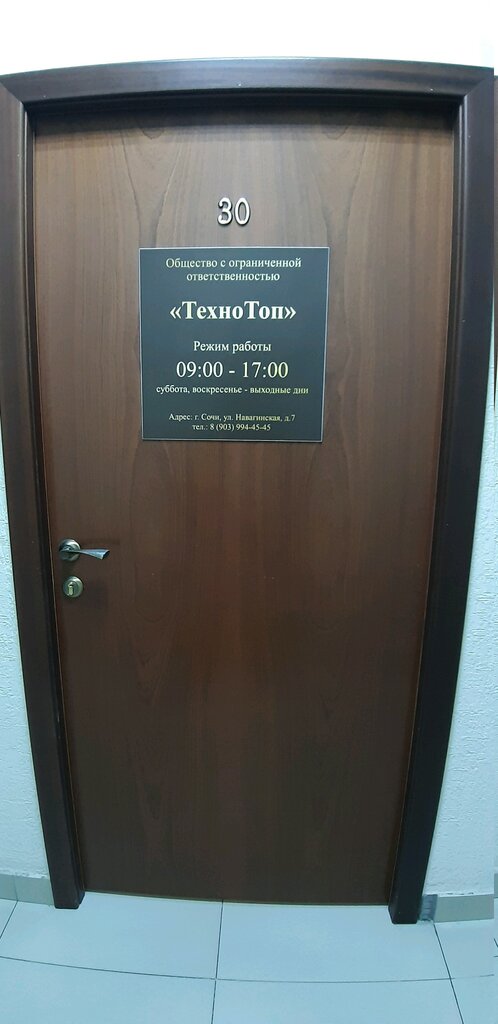 30
Общество с ограниченной
ответственностью
«ТехноТоп»
Режим работы
09:00 - 17:00
суббота, воскресенье - выходные дни
Адрес: г. Сочи, ул. Навагинская, д.7
тел.: 8 (903) 994-45-45